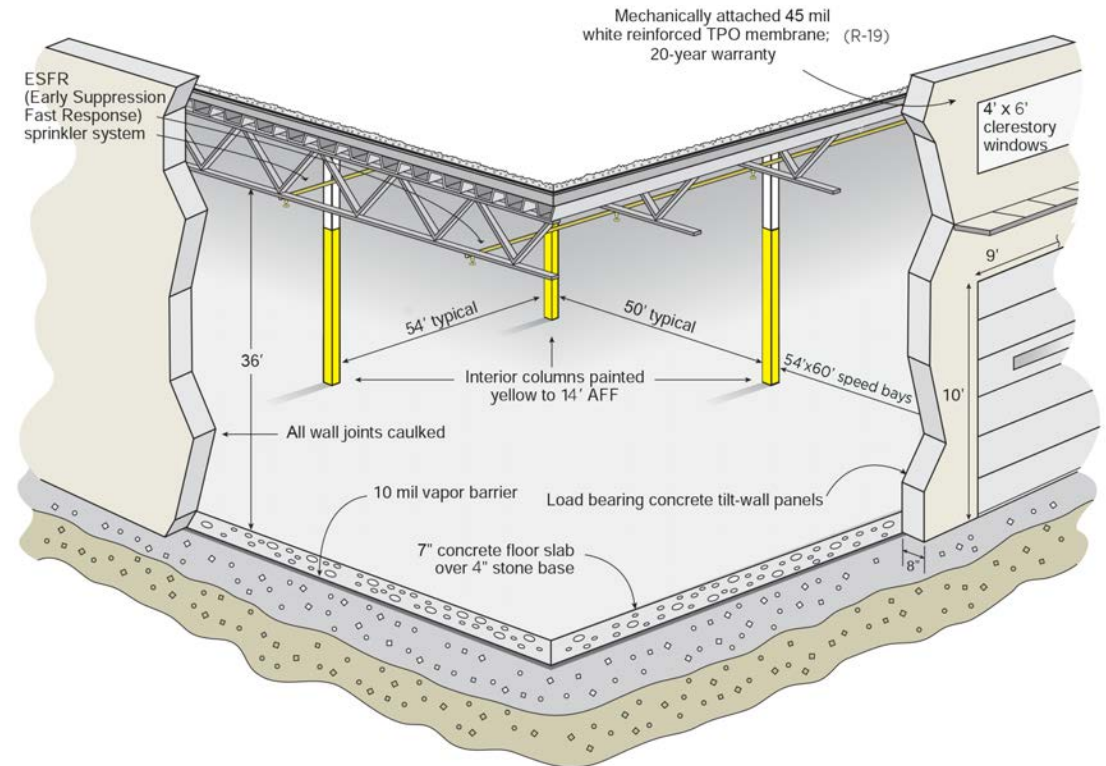 Mechanically attached 45 mil
white reinforced TPO membrane; (R-19)
20-year warranty
ESFR
(Early Suppression
Fast Response)
sprinkler system
4' x 6'
clerestory
windows
9'
54' typical
50' typical
36'
Interior columns painted
yellow to 14' AFF
54'x60' speed bays
10'
All wall joints caulked
10 mil vapor barrier
Load bearing concrete tilt-wall panels
7" concrete floor slab
over 4" stone base
8"